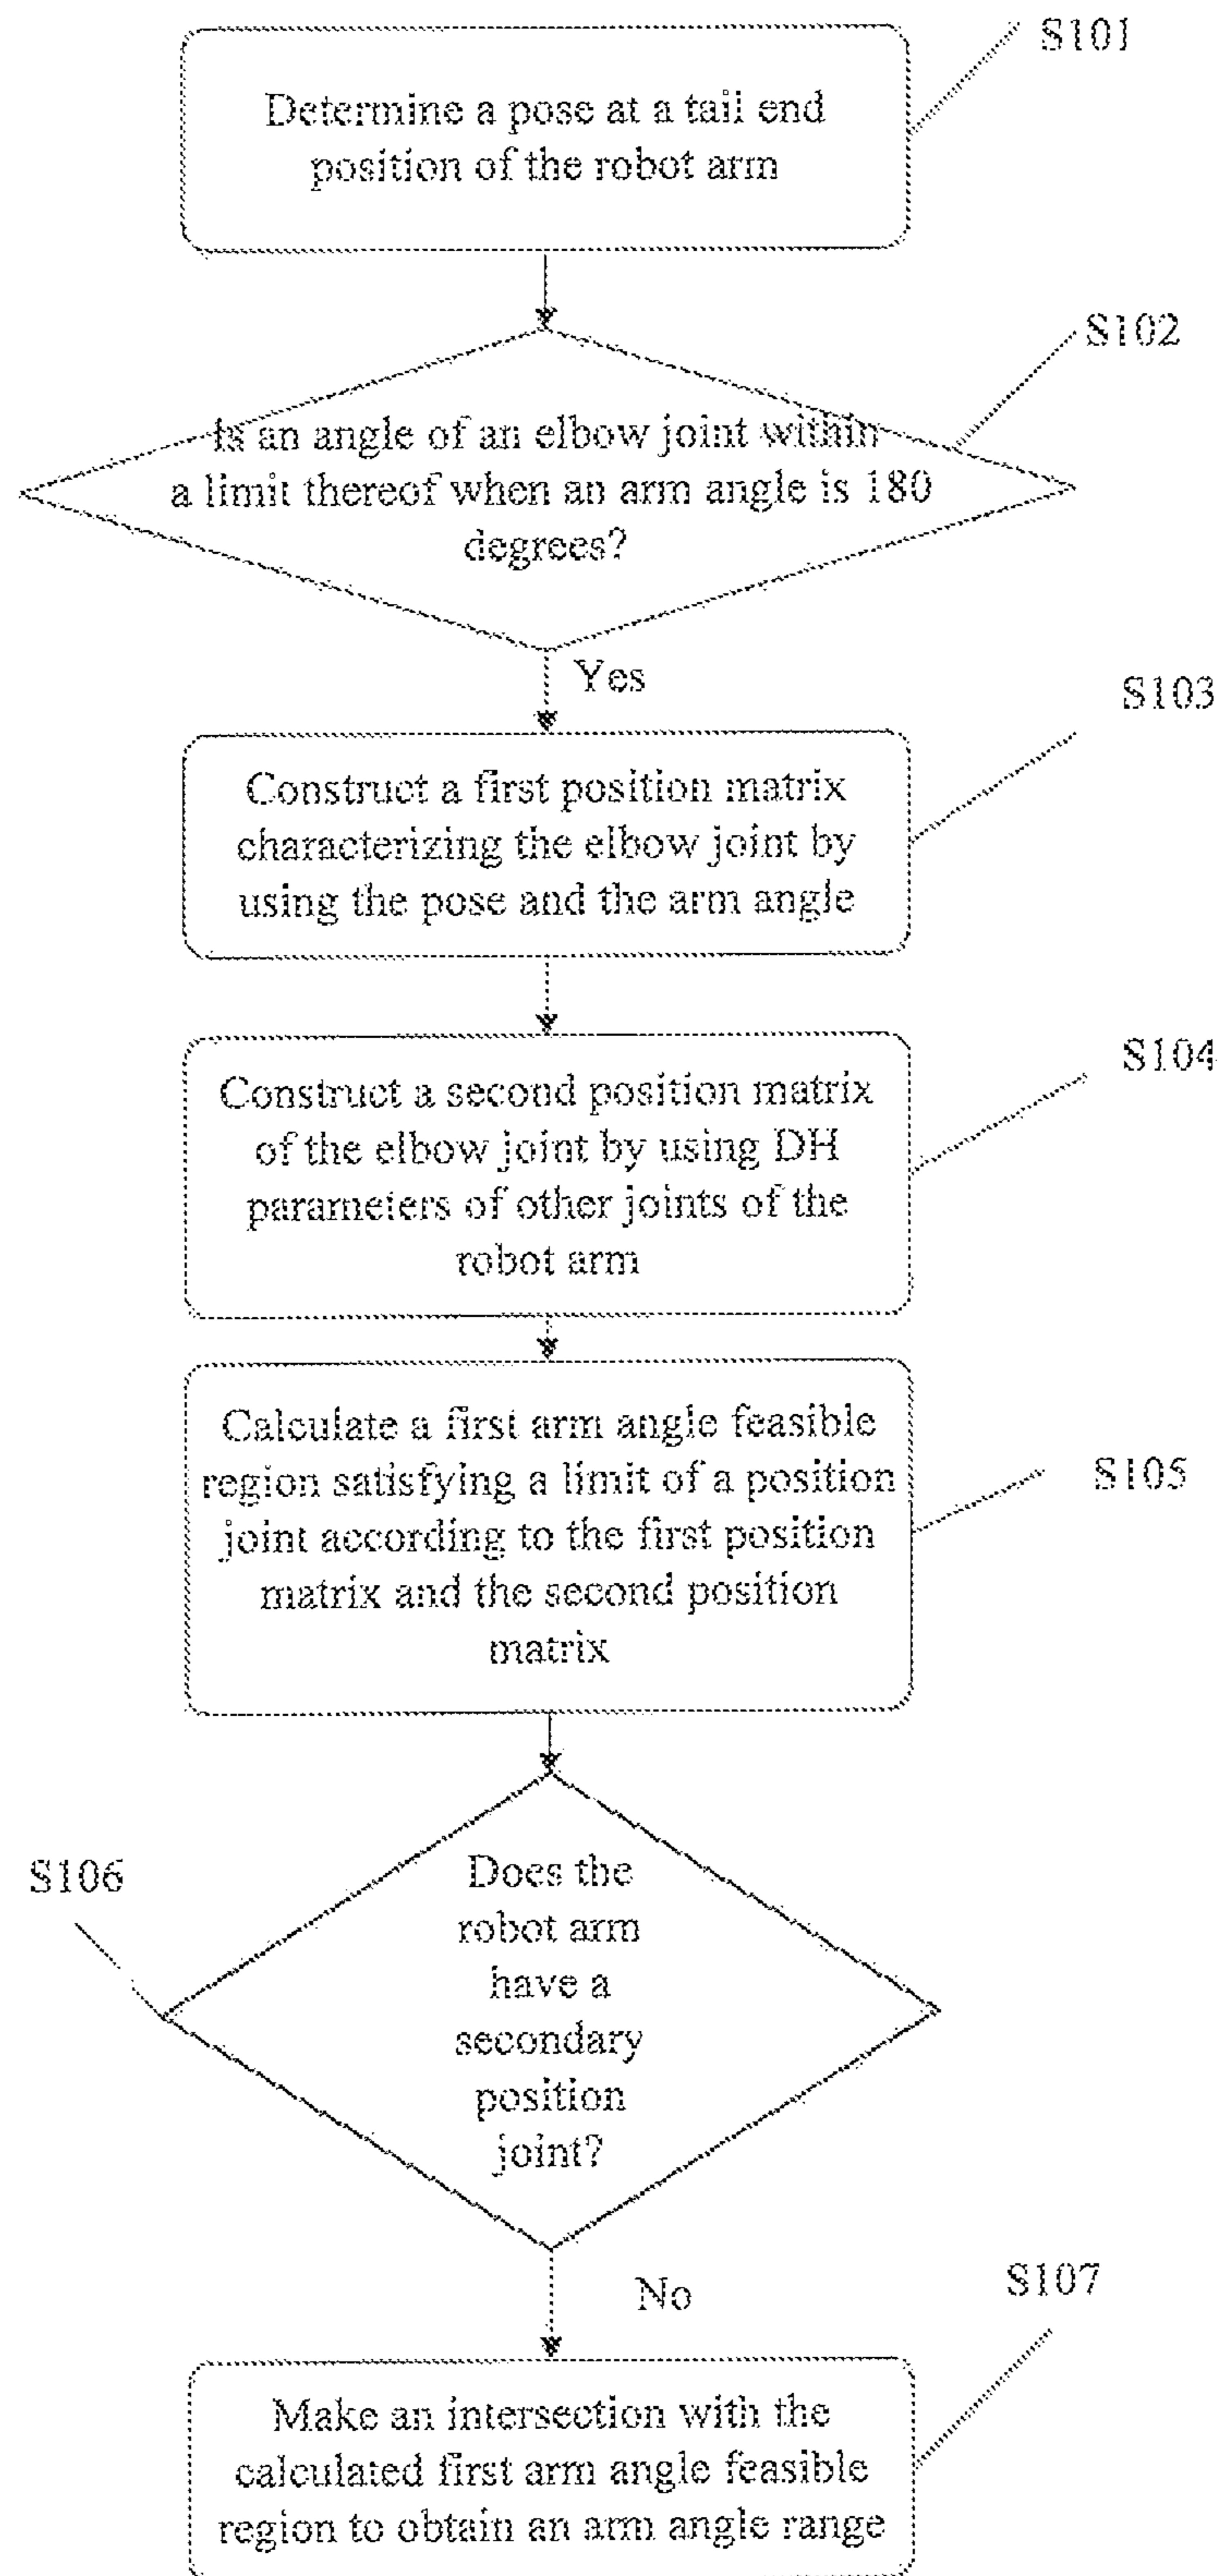 S101
Determine a pose at a tail end
position of the robot arm
S102
Is an angle of an elbow joint within
a limit thereof when an arm angle is 180
degrees?
Yes
S103
Construct a first position matrix
characterizing the elbow joint by
using the pose and the arm angle
S104
Construct a second position matrix
of the elbow joint by using DH
parameters of other joints of the
robot arm
Calculate a first arm angle feasible
region satisfying a limit of a position
joint according to the first position
matrix and the second position
matrix
S105
S106
Does the
robot arm
have a
secondary
position
joint?
No
S107
Make an intersection with the
calculated first arm angle feasible
region to obtain an arm angle range